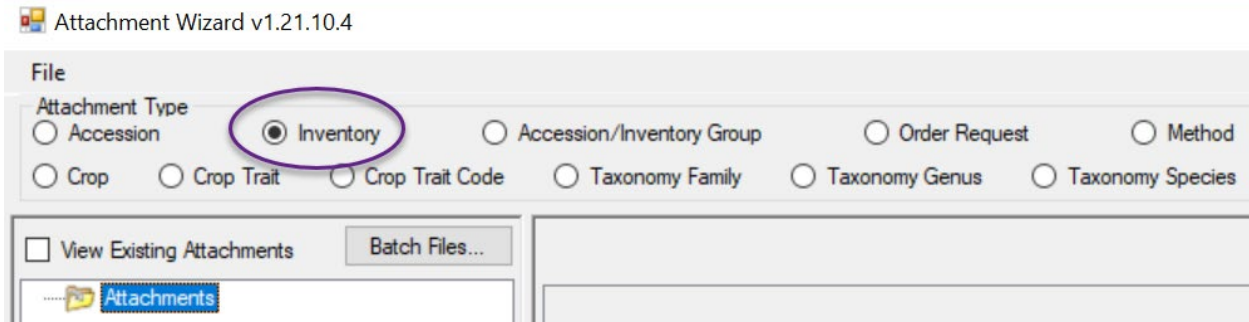 Attachment Wizard v1.21.10.4
File
Attachment Type
Accession Inventory Accession/Inventory Group Order Request Method
Crop Crop Trait Crop Trait Code Taxonomy Family Taxonomy Genus Taxonomy Species
View Existing Attachments Batch Files...
Attachments